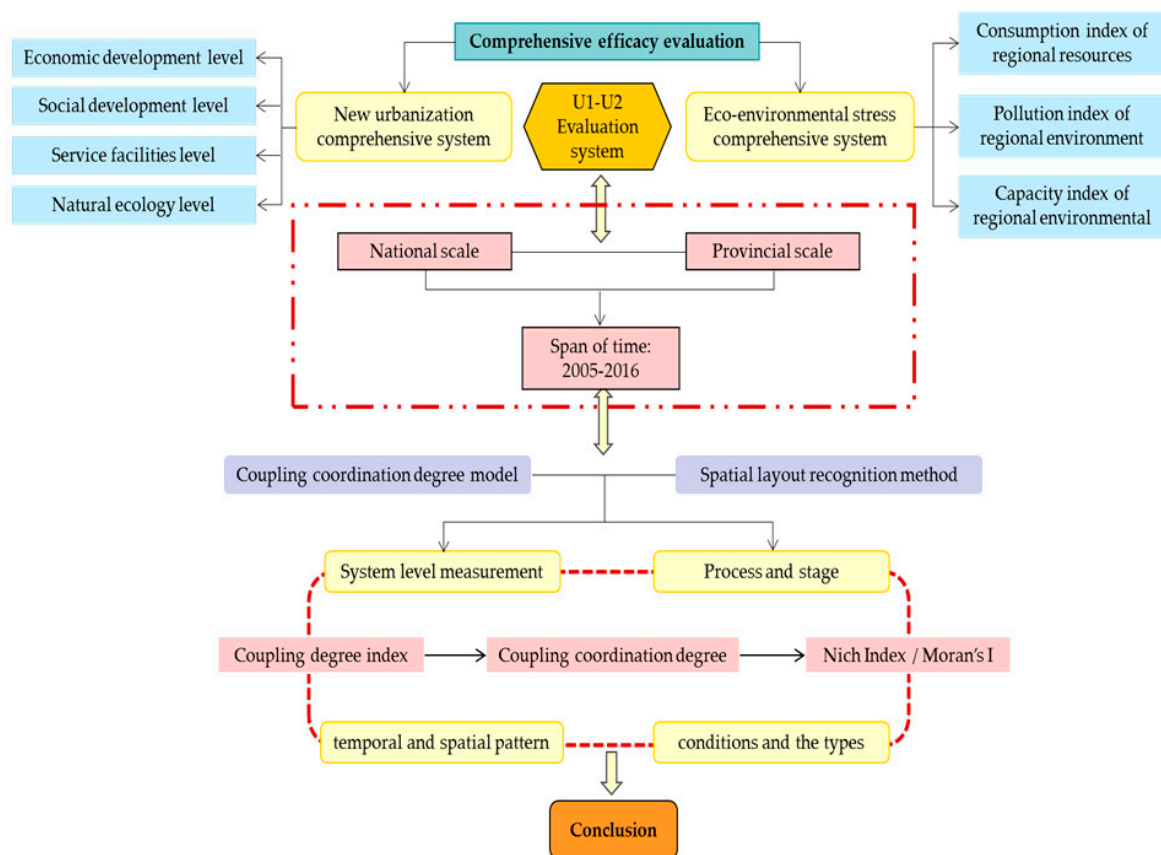 Comprehensive efficacy evaluation
Economic development level
Social development level
Service facilities level
Natural ecology level
New urbanization
comprehensive system
U1-U2
Evaluation
system
Eco-environmental stress
comprehensive system
Consumption index of
regional resources
Pollution index of
regional environment
Capacity index of
regional environmental
National scale
Provincial scale
Span of time:
2005-2016
Coupling coordination degree model
Spatial layout recognition method
System level measurement
Process and stage
Coupling degree index
Coupling coordination degree
Nich Index / Moran's I
temporal and spatial pattern
conditions and the types
Conclusion